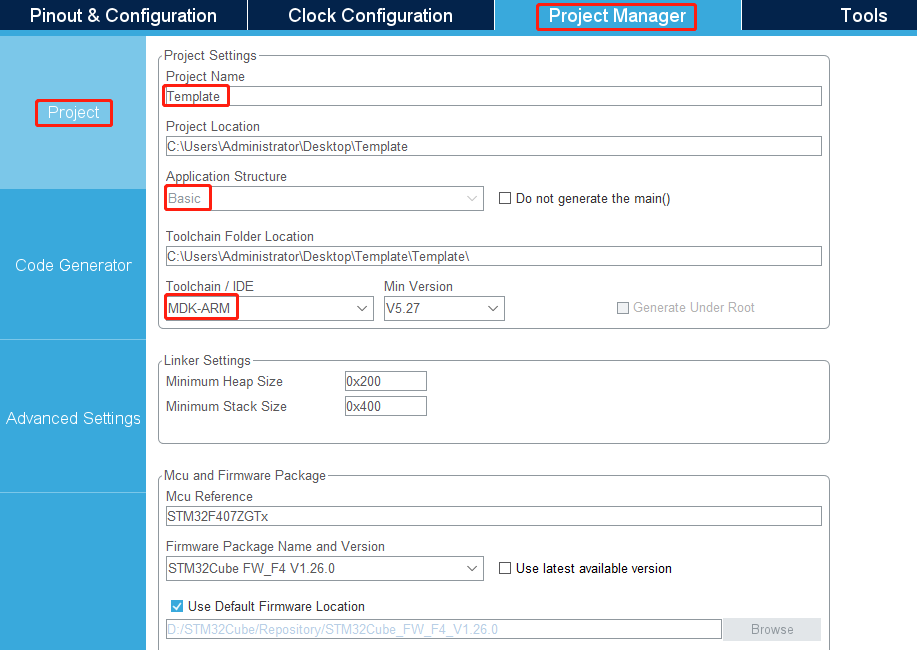 Pinout & Configuration Clock Configuration Project Manager Tools
Project
Code Generator
Advanced Settings
Project Settings
Project Name
Template
Project Location
C:\Users\Administrator\Desktop\Template
Application Structure
Basic Do not generate the main()
Toolchain Folder Location
C:\Users\Administrator\Desktop\Template\Template\
Toolchain / IDE Min Version
MDK-ARM V5.27 Generate Under Root
Linker Settings
Minimum Heap Size 0x200
Minimum Stack Size 0x400
Mcu and Firmware Package
Mcu Reference
STM32F407ZGTx
Firmware Package Name and Version
STM32Cube FW_F4 V1.26.0 Use latest available version
Use Default Firmware Location
D:/STM32Cube/Repository/STM32Cube_FW_F4_V1.26.0 Browse